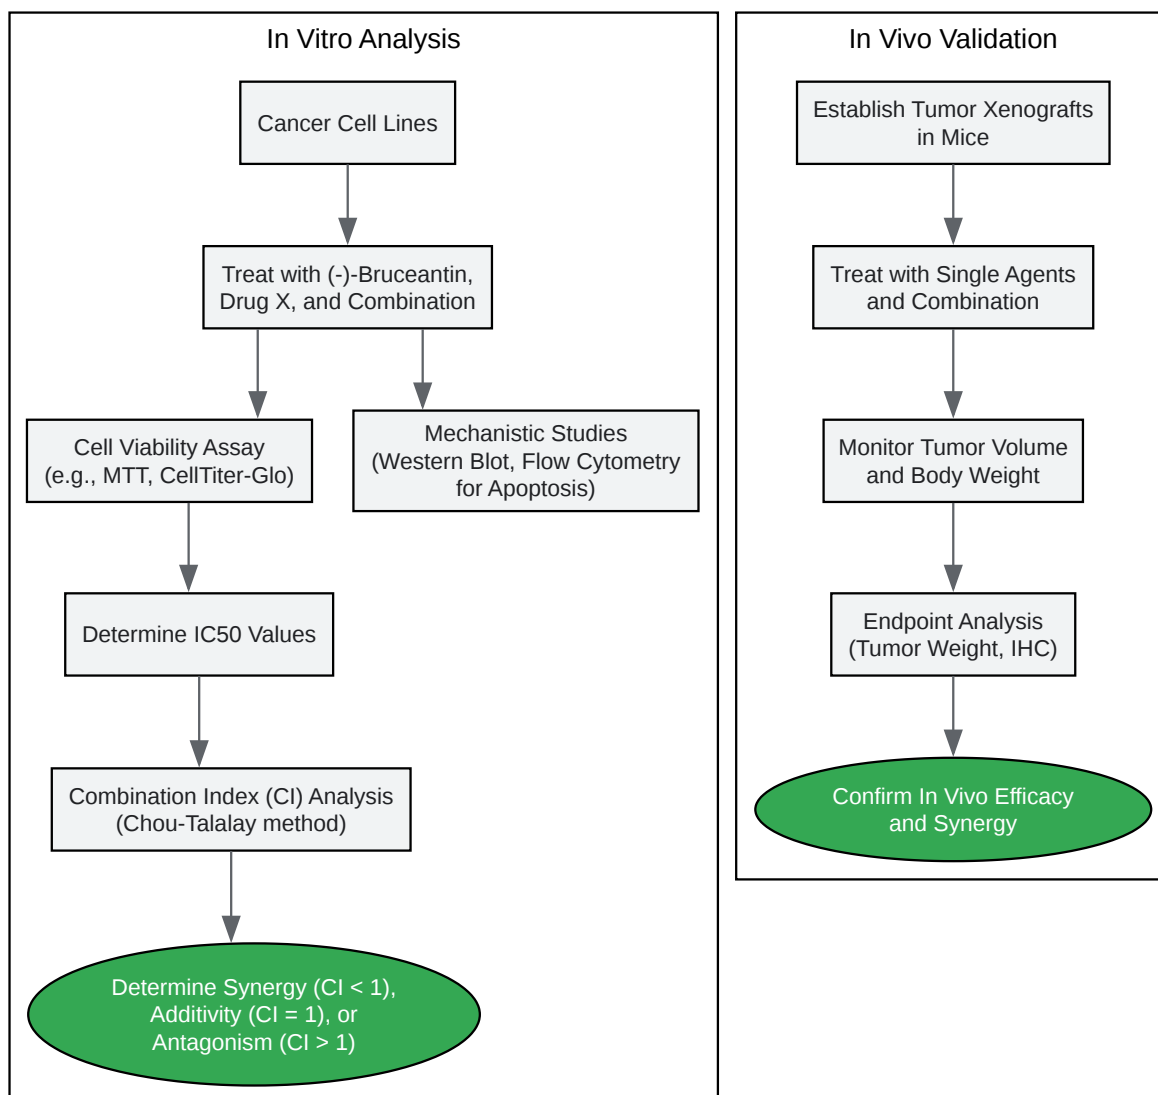 In Vitro Analysis
Cancer Cell Lines
Treat with (-)-Bruceantin,
Drug X, and Combination
Cell Viability Assay
(e.g., MTT, CellTiter-Glo)
Mechanistic Studies
(Western Blot, Flow Cytometry
for Apoptosis)
Determine IC50 Values
Combination Index (CI) Analysis
(Chou-Talalay method)
Determine Synergy (CI < 1),
Additivity (CI = 1), or
Antagonism (CI > 1)
In Vivo Validation
Establish Tumor Xenografts
in Mice
Treat with Single Agents
and Combination
Monitor Tumor Volume
and Body Weight
Endpoint Analysis
(Tumor Weight, IHC)
Confirm In Vivo Efficacy
and Synergy